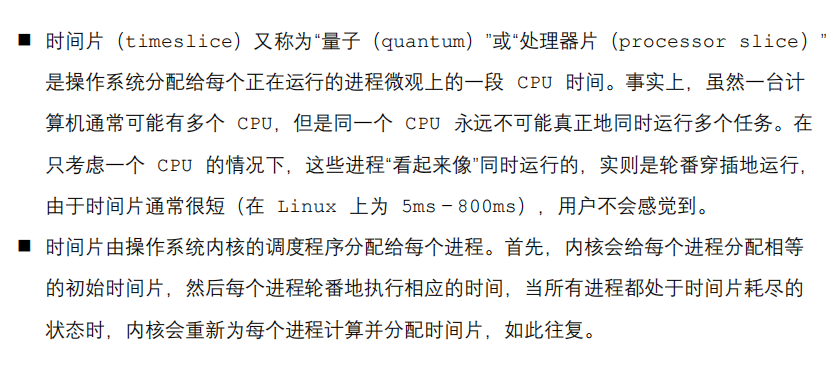 ■ 时间片（timeslice）又称为“量子（quantum）”或“处理器片（processor slice）”
是操作系统分配给每个正在运行的进程微观上的一段 CPU 时间。事实上，虽然一台计
算机通常可能有多个 CPU，但是同一个 CPU 永远不可能真正地同时运行多个任务。在
只考虑一个 CPU 的情况下，这些进程“看起来像”同时运行的，实则是轮番穿插地运行，
由于时间片通常很短（在 Linux 上为 5ms－800ms），用户不会感觉到。
■ 时间片由操作系统内核的调度程序分配给每个进程。首先，内核会给每个进程分配相等
的初始时间片，然后每个进程轮番地执行相应的时间，当所有进程都处于时间片耗尽的
状态时，内核会重新为每个进程计算并分配时间片，如此往复。